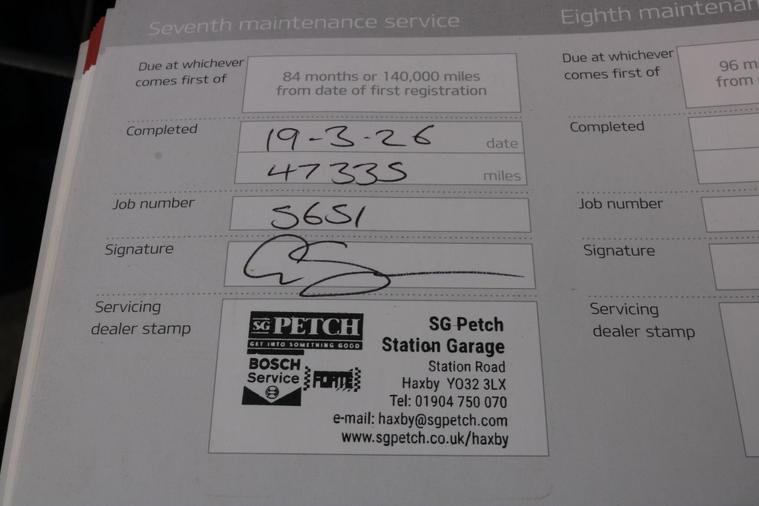 Seventh maintenance service
Due at whichever
comes first of
84 months or 140,000 miles
from date of first registration
Completed
19-3-26
date
47335
miles
Job number
5651
Signature
Servicing
dealer stamp
SG PETCH
GET INTO SOMETHING GOOD
BOSCH
Service
FORTÉ
SG Petch
Station Garage
Station Road
Haxby YO32 3LX
Tel: 01904 750 070
e-mail: haxby@sgpetch.com
www.sgpetch.co.uk/haxby
Eighth
Due at whichever
comes first of
96
from
Completed
Job number
Signature
Servicing
dealer stamp